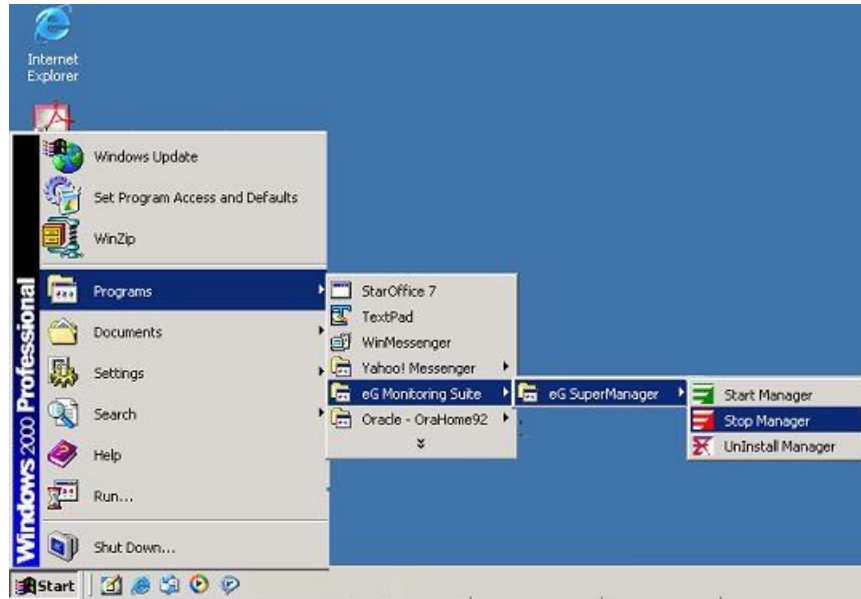 Internet
Explorer
Windows Update
Set Program Access and Defaults
WinZip
Programs
Documents
Settings
Search
Help
Run...
Shut Down...
Windows 2000 Professional
StarOffice 7
TextPad
WinMessenger
Yahoo! Messenger
eG Monitoring Suite
Oracle - OraHome92
eG SuperManager
Start Manager
Stop Manager
UnInstall Manager
Start